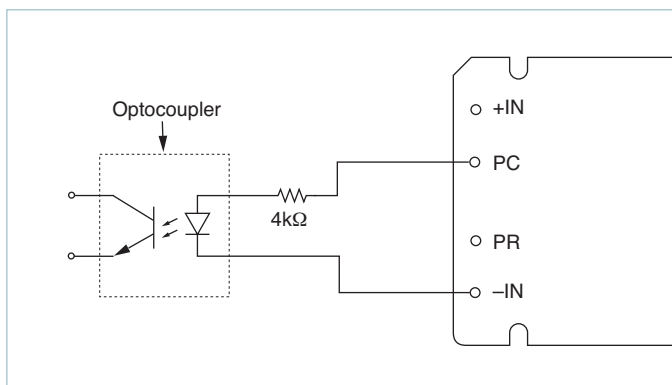 Optocoupler
4kΩ
+IN
PC
PR
–IN